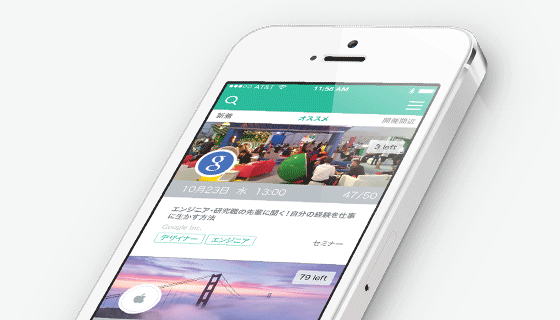 AT&T 11:56 AM
新着 オススメ 開催間近
3 left
g
10月23日 水 13:00 47/50
エンジニア・研究職の先輩に聞く！自分の経験を仕事
に生かす方法
Google Inc.
デザイナー エンジニア セミナー
79 left